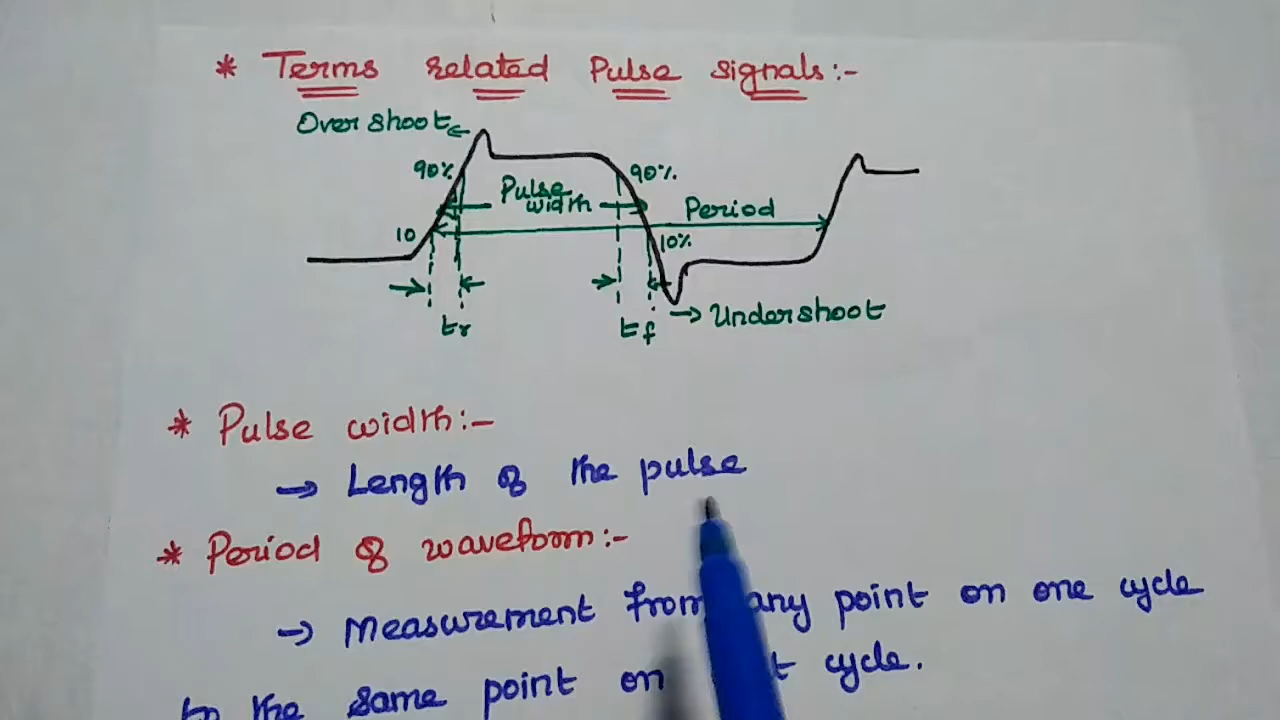 * Terms related Pulse signals:-
Over shoot
90% 90%
Pulse
width
Period
10 10%
Undershoot
tr tf
* Pulse width:-
→ Length of the pulse
* Period of waveform:-
→ Measurement from any point on one cycle
to the same point on cycle.